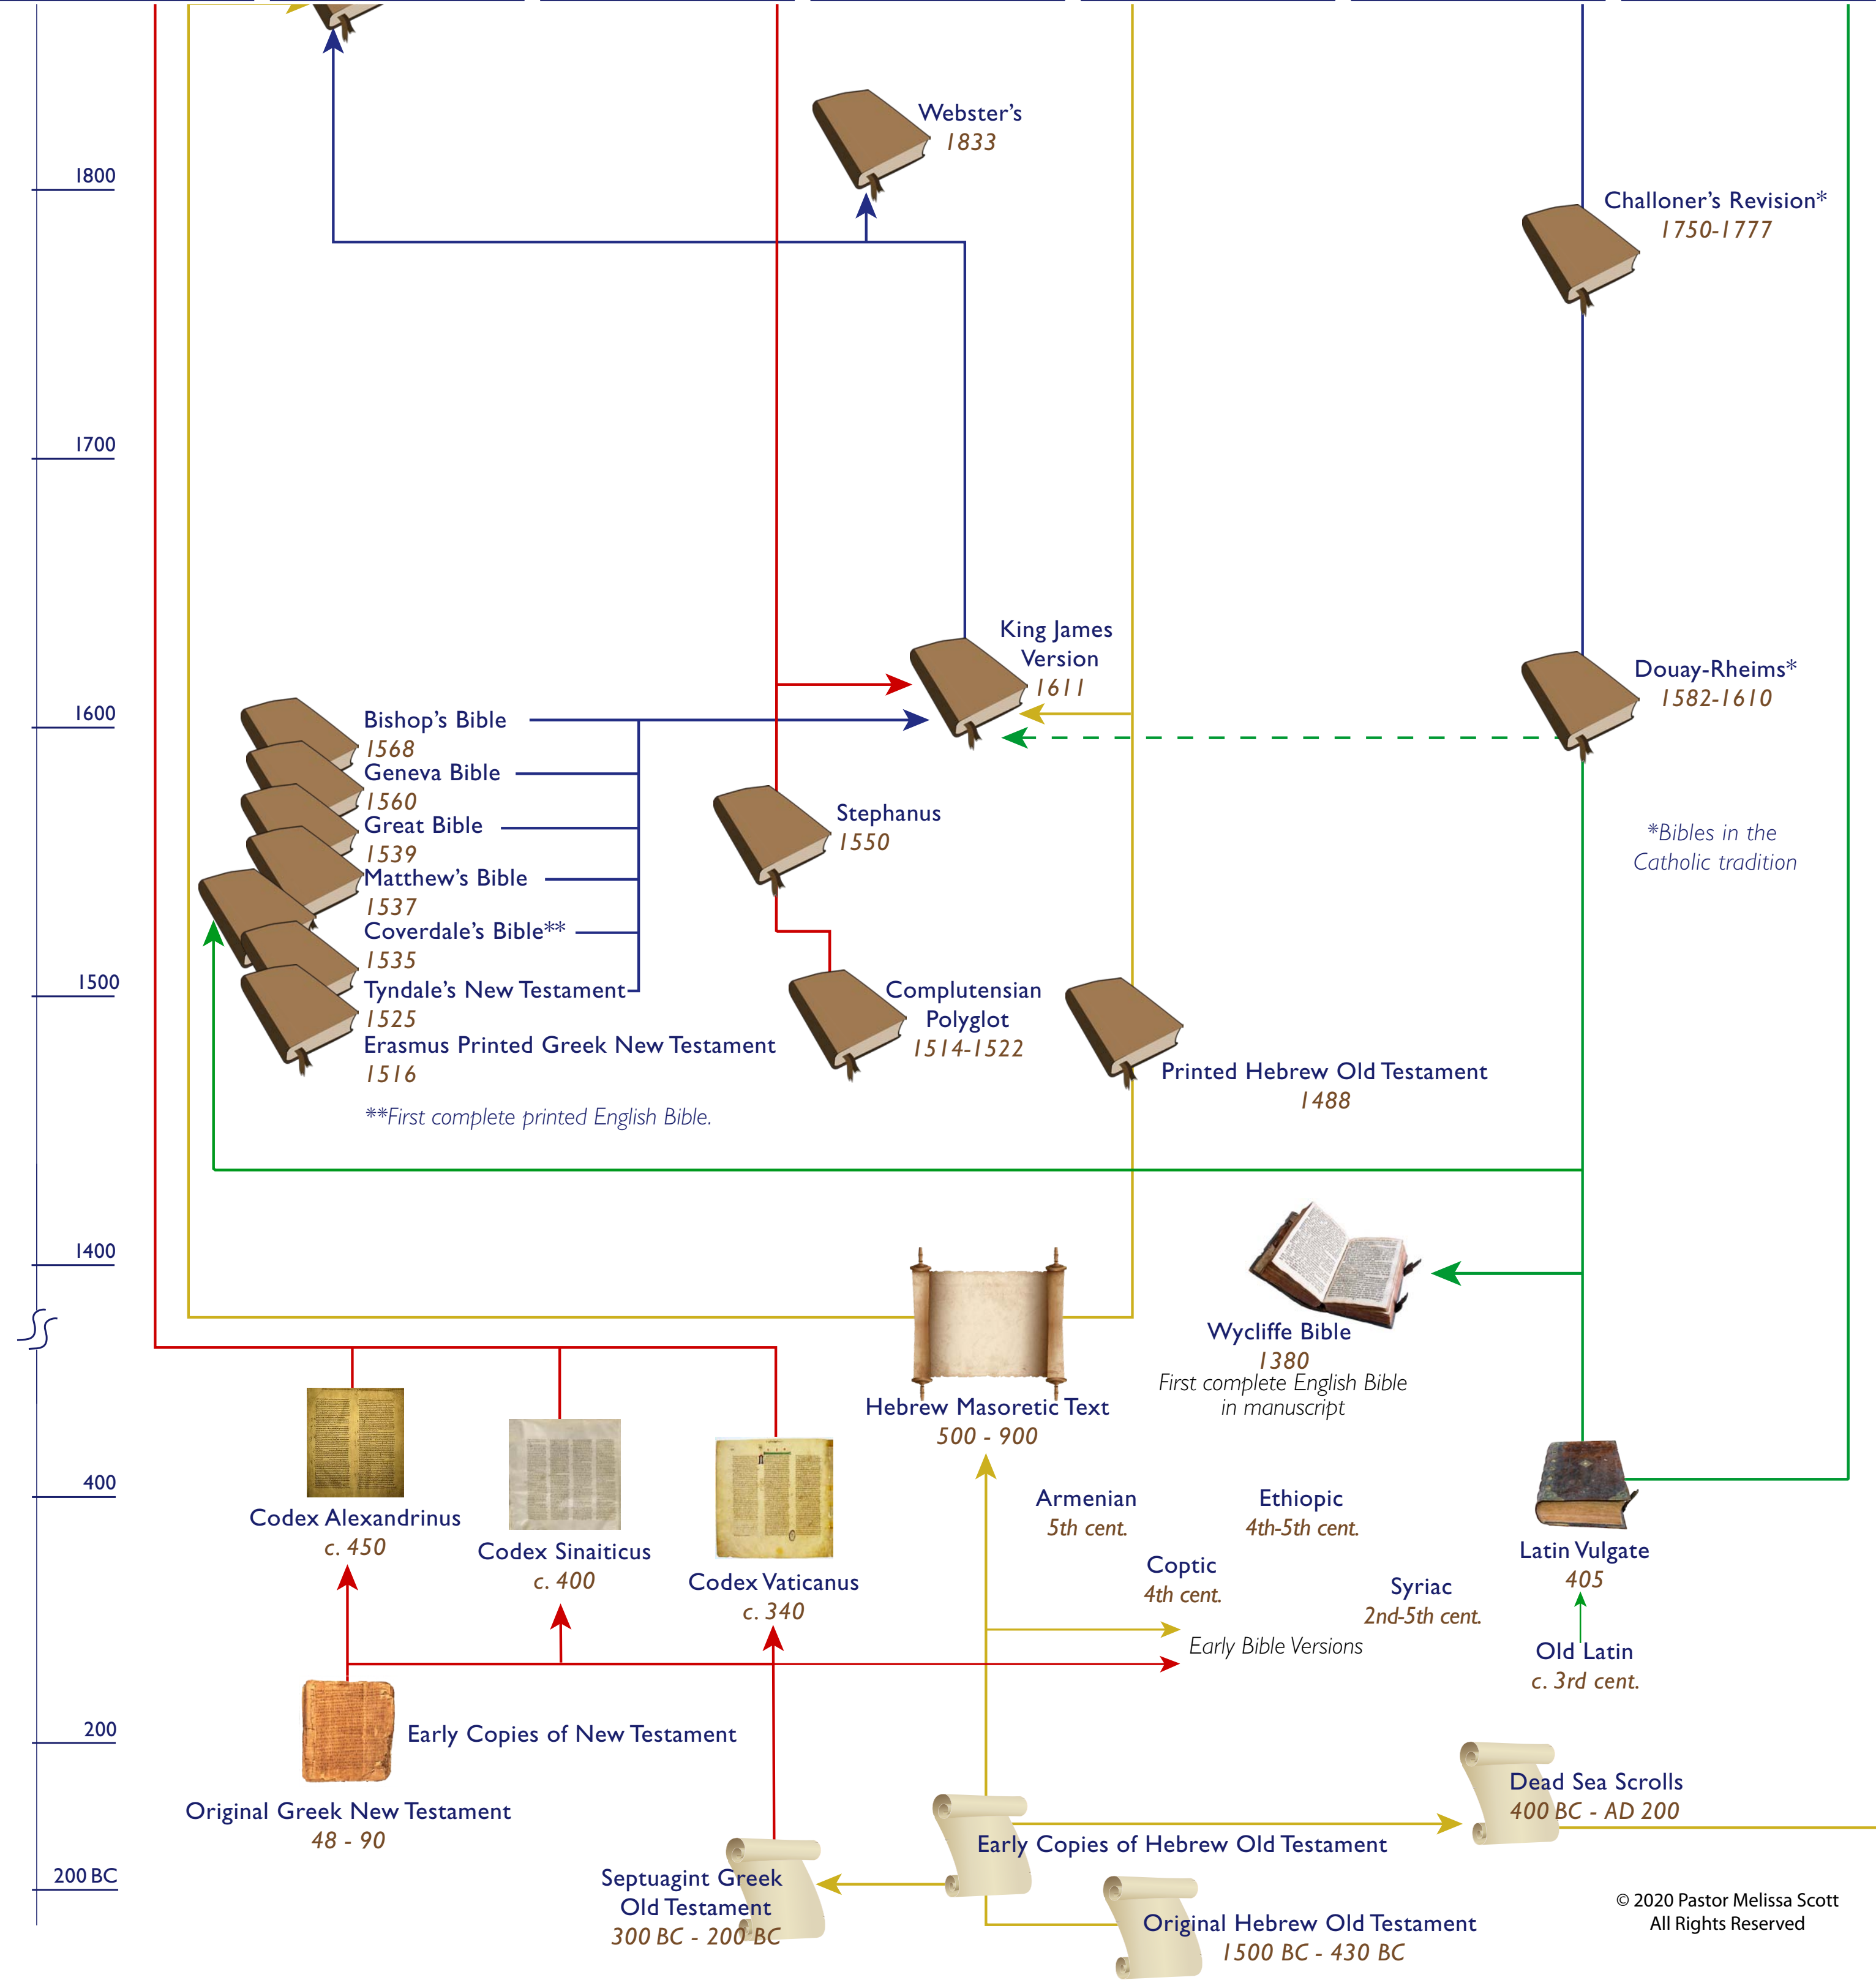 Webster's
1833
1800
Challoner's Revision*
1750-1777
1700
King James
Version
1611
Douay-Rheims*
1582-1610
1600
Bishop's Bible
1568
Geneva Bible
1560
Great Bible
1539
Matthew's Bible
1537
Coverdale's Bible**
1535
Tyndale's New Testament
1525
Erasmus Printed Greek New Testament
1516
**First complete printed English Bible.
Stephanus
1550
*Bibles in the
Catholic tradition
1500
Complutensian
Polyglot
1514-1522
Printed Hebrew Old Testament
1488
1400
Wycliffe Bible
1380
First complete English Bible
in manuscript
Hebrew Masoretic Text
500 - 900
400
Codex Alexandrinus
c. 450
Codex Sinaiticus
c. 400
Codex Vaticanus
c. 340
Armenian
5th cent.
Ethiopic
4th-5th cent.
Coptic
4th cent.
Syriac
2nd-5th cent.
Early Bible Versions
Latin Vulgate
405
Old Latin
c. 3rd cent.
200
Early Copies of New Testament
Original Greek New Testament
48 - 90
Dead Sea Scrolls
400 BC - AD 200
Early Copies of Hebrew Old Testament
200 BC
Septuagint Greek
Old Testament
300 BC - 200 BC
Original Hebrew Old Testament
1500 BC - 430 BC
© 2020 Pastor Melissa Scott
All Rights Reserved